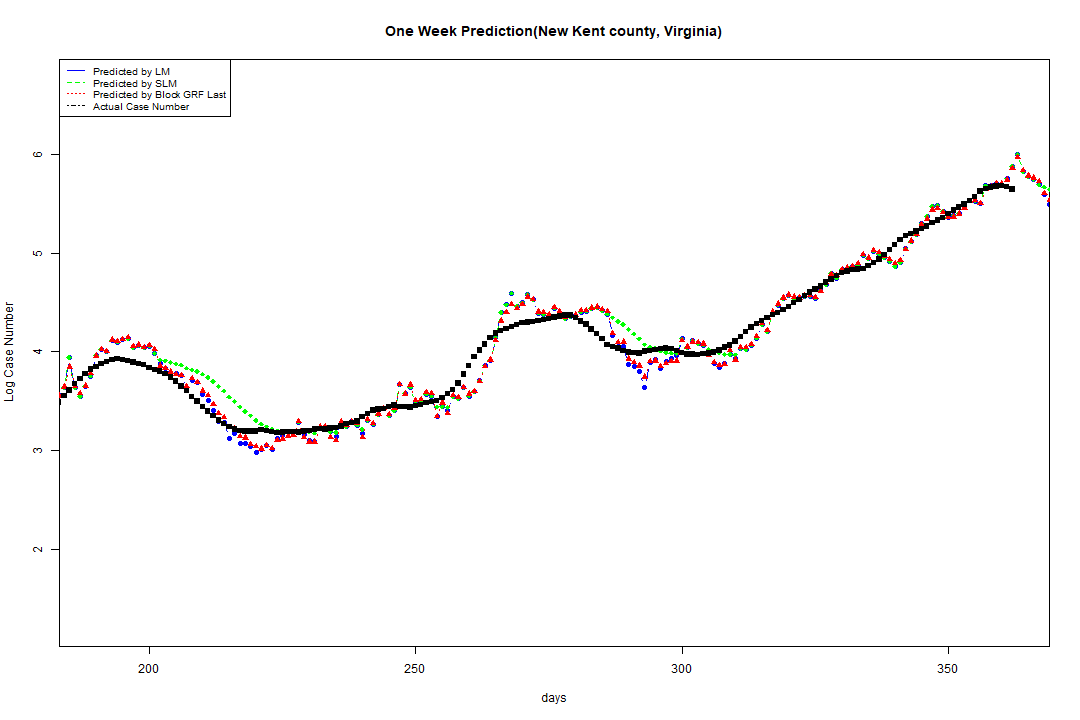 One Week Prediction(New Kent county, Virginia)
Predicted by LM
Predicted by SLM
Predicted by Block GRF Last
Actual Case Number
6
5
4
3
2
Log Case Number
200 250 300 350
days